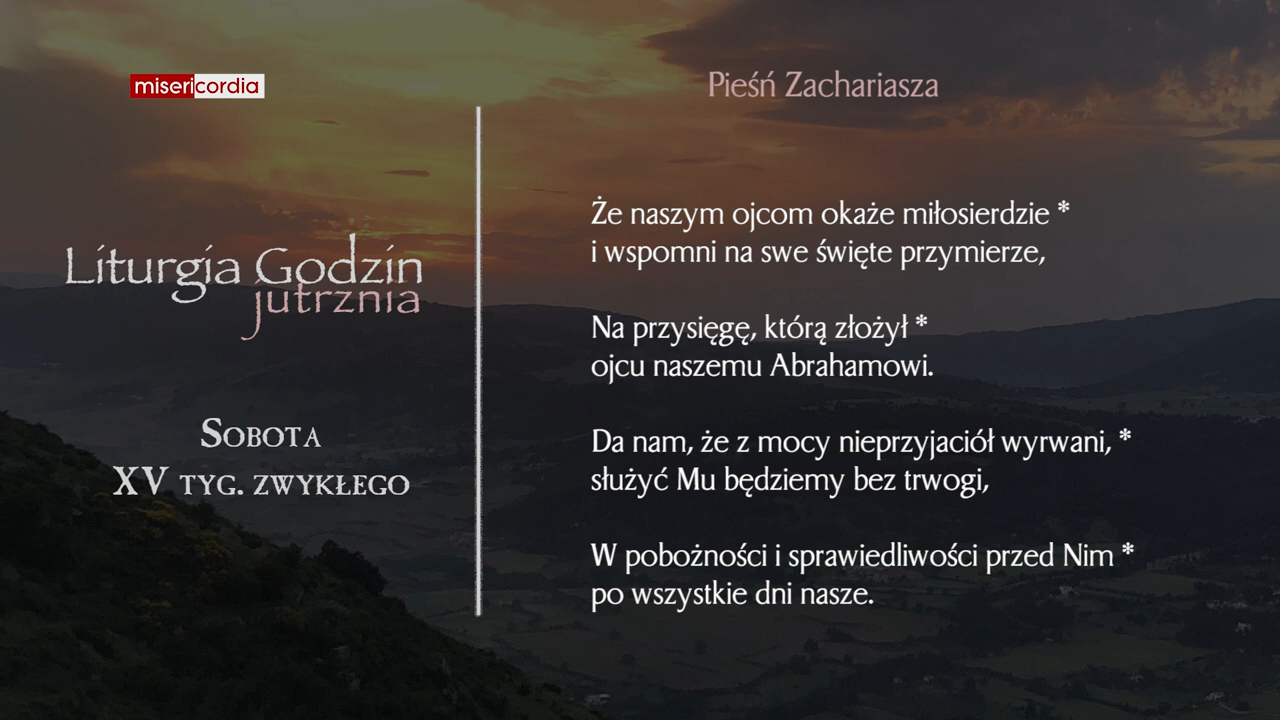 misericordia
Liturgia Godzin
jutrznia
Sobota
XV tyg. zwykłego
Pieśń Zachariasza
Że naszym ojcom okaże miłosierdzie *
i wspomni na swe święte przymierze,
Na przysięgę, którą złożył *
ojcu naszemu Abrahamowi.
Da nam, że z mocy nieprzyjaciół wyrwani, *
służyć Mu będziemy bez trwogi,
W pobożności i sprawiedliwości przed Nim *
po wszystkie dni nasze.